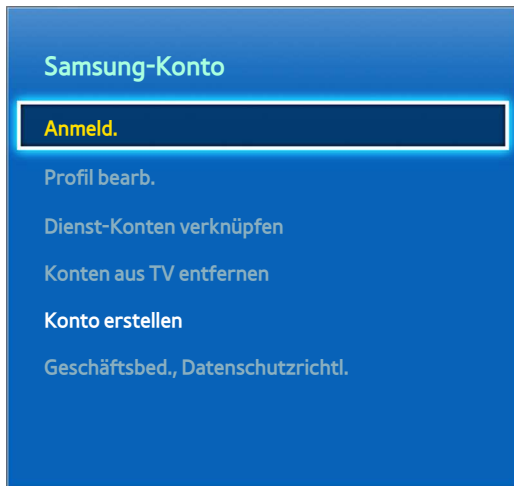 Samsung-Konto
Anmeld.
Profil bearb.
Dienst-Konten verknüpfen
Konten aus TV entfernen
Konto erstellen
Geschäftsbed., Datenschutzrichtl.